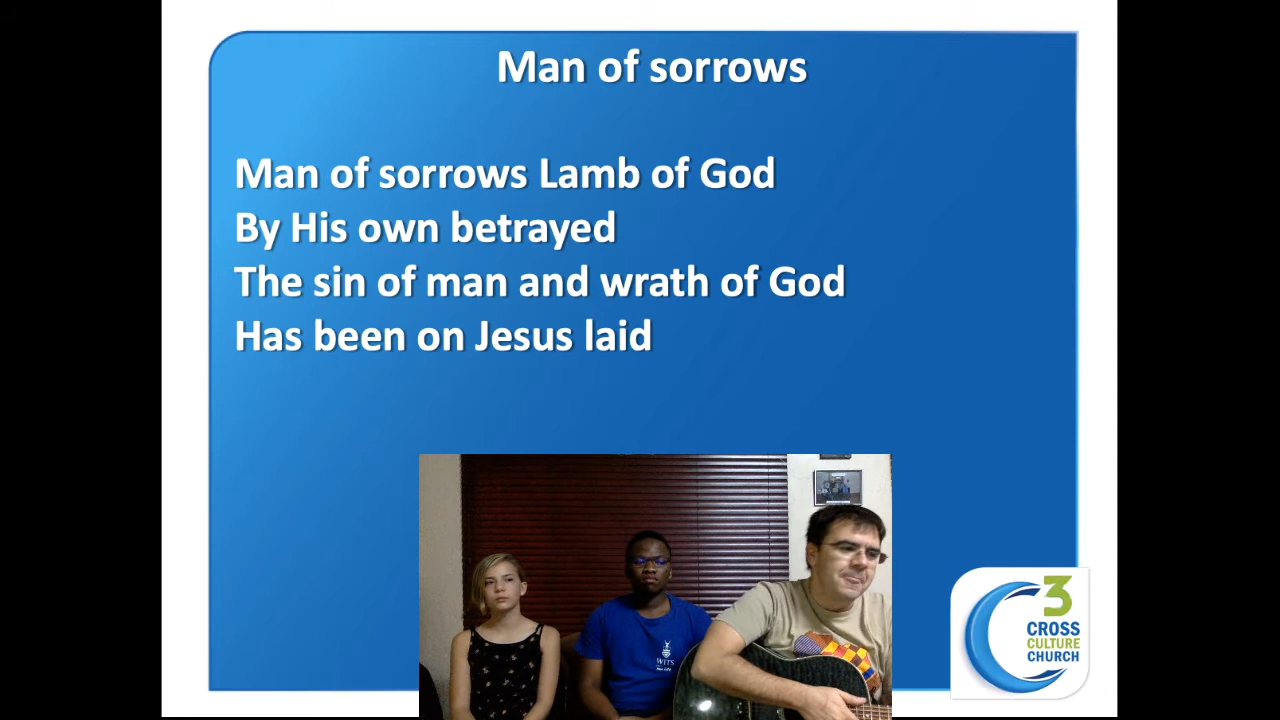 Man of sorrows
Man of sorrows Lamb of God
By His own betrayed
The sin of man and wrath of God
Has been on Jesus laid
WITS
3
CROSS
CULTURE
CHURCH